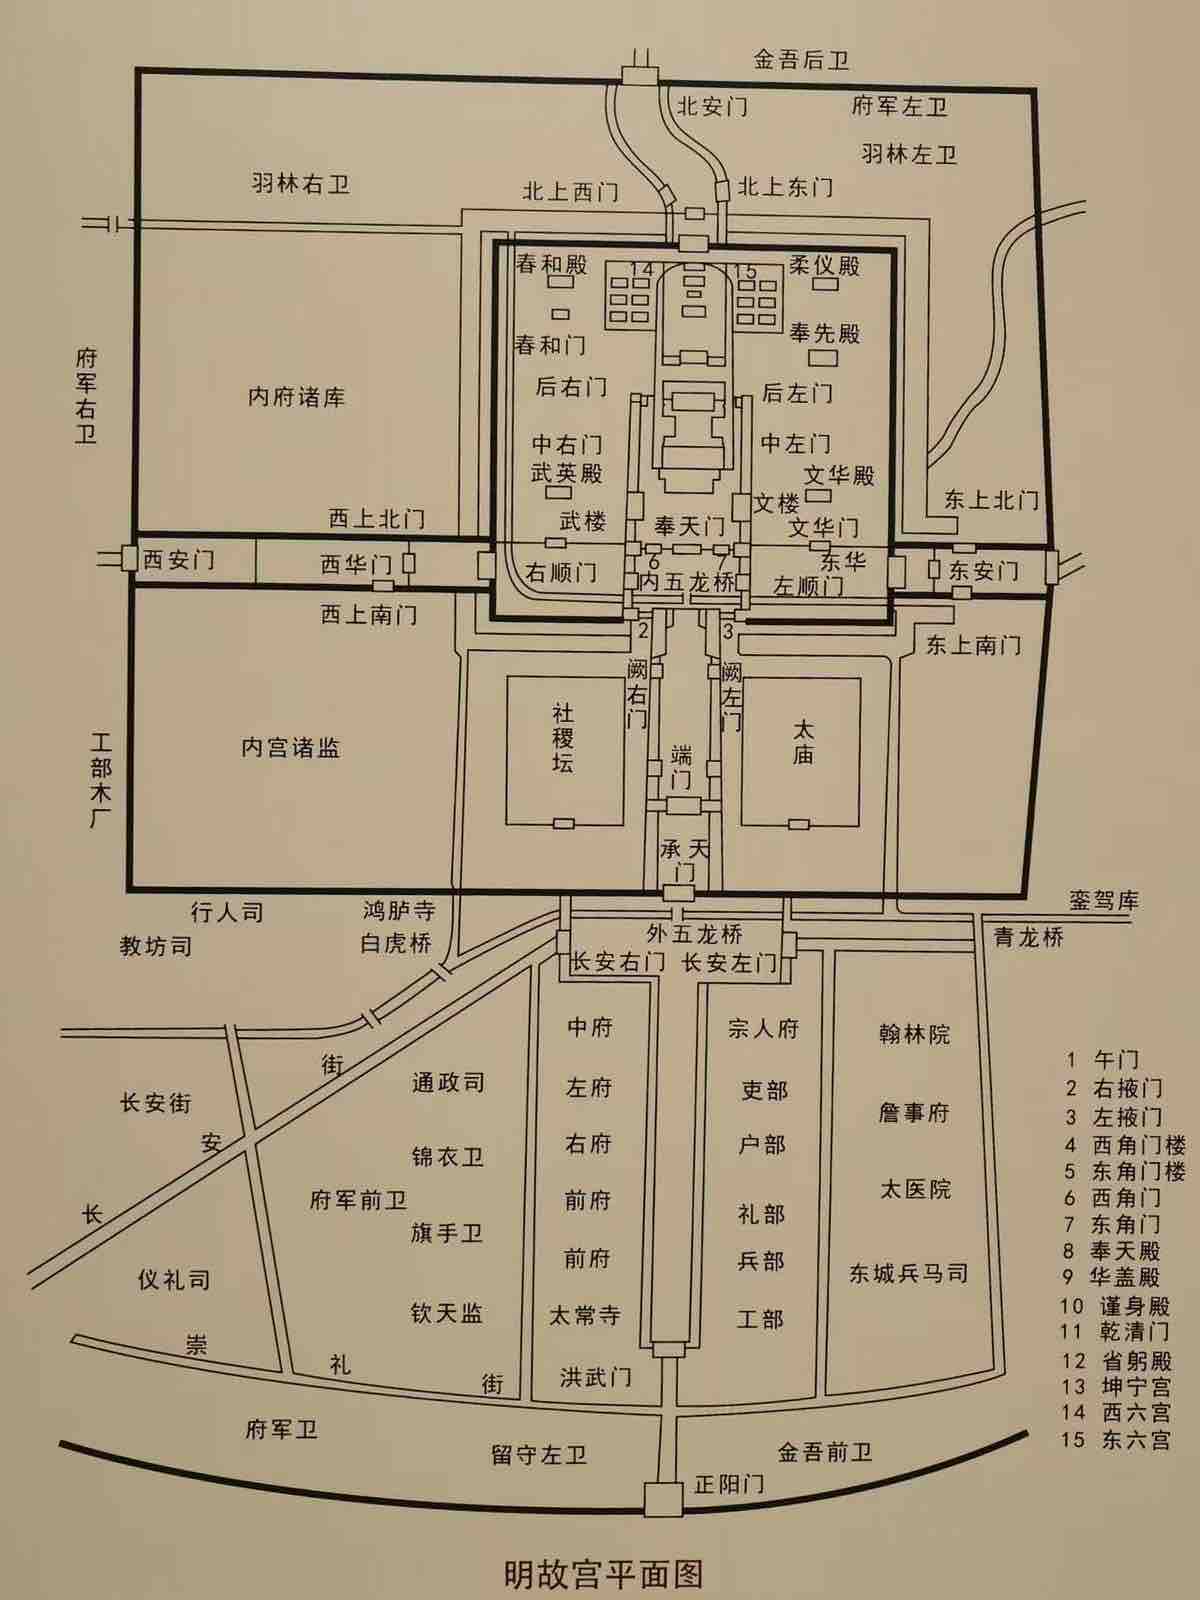 金吾后卫
北安门
府军左卫
羽林左卫
羽林右卫
北上西门
北上东门
春和殿
14
15
柔仪殿
春和门
奉先殿
府军右卫
内府诸库
后右门
后左门
中右门
中左门
武英殿
文华殿
西上北门
武楼
奉天门
文楼
文华门
东上北门
西安门
西华门
右顺门
6
7
内五龙桥
东华
左顺门
东安门
西上南门
2
3
东上南门
阙右门
阙左门
社稷坛
太庙
工部木厂
内宫诸监
端门
承天门
行人司
鸿胪寺
銮驾库
教坊司
白虎桥
外五龙桥
青龙桥
长安右门
长安左门
中府
宗人府
翰林院
街
通政司
左府
吏部
长安街
詹事府
安
锦衣卫
右府
户部
府军前卫
前府
太医院
长
旗手卫
礼部
前府
兵部
东城兵马司
仪礼司
钦天监
太常寺
工部
崇
礼
街
洪武门
府军卫
留守左卫
金吾前卫
正阳门
1 午门
2 右掖门
3 左掖门
4 西角门楼
5 东角门楼
6 西角门
7 东角门
8 奉天殿
9 华盖殿
10 谨身殿
11 乾清门
12 省躬殿
13 坤宁宫
14 西六宫
15 东六宫
明故宫平面图